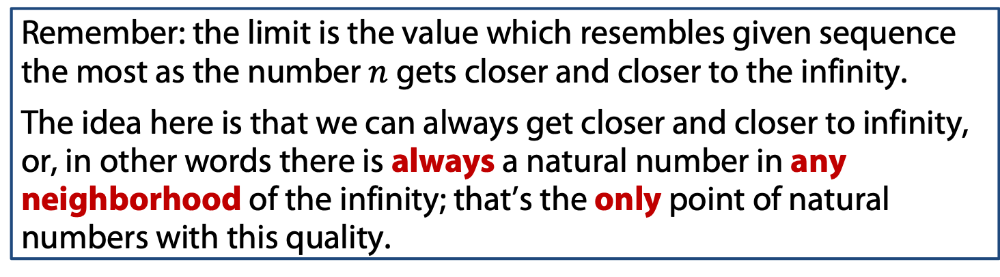 Remember: the limit is the value which resembles given sequence
the most as the number n gets closer and closer to the infinity.
The idea here is that we can always get closer and closer to infinity,
or, in other words there is always a natural number in any
neighborhood of the infinity; that’s the only point of natural
numbers with this quality.